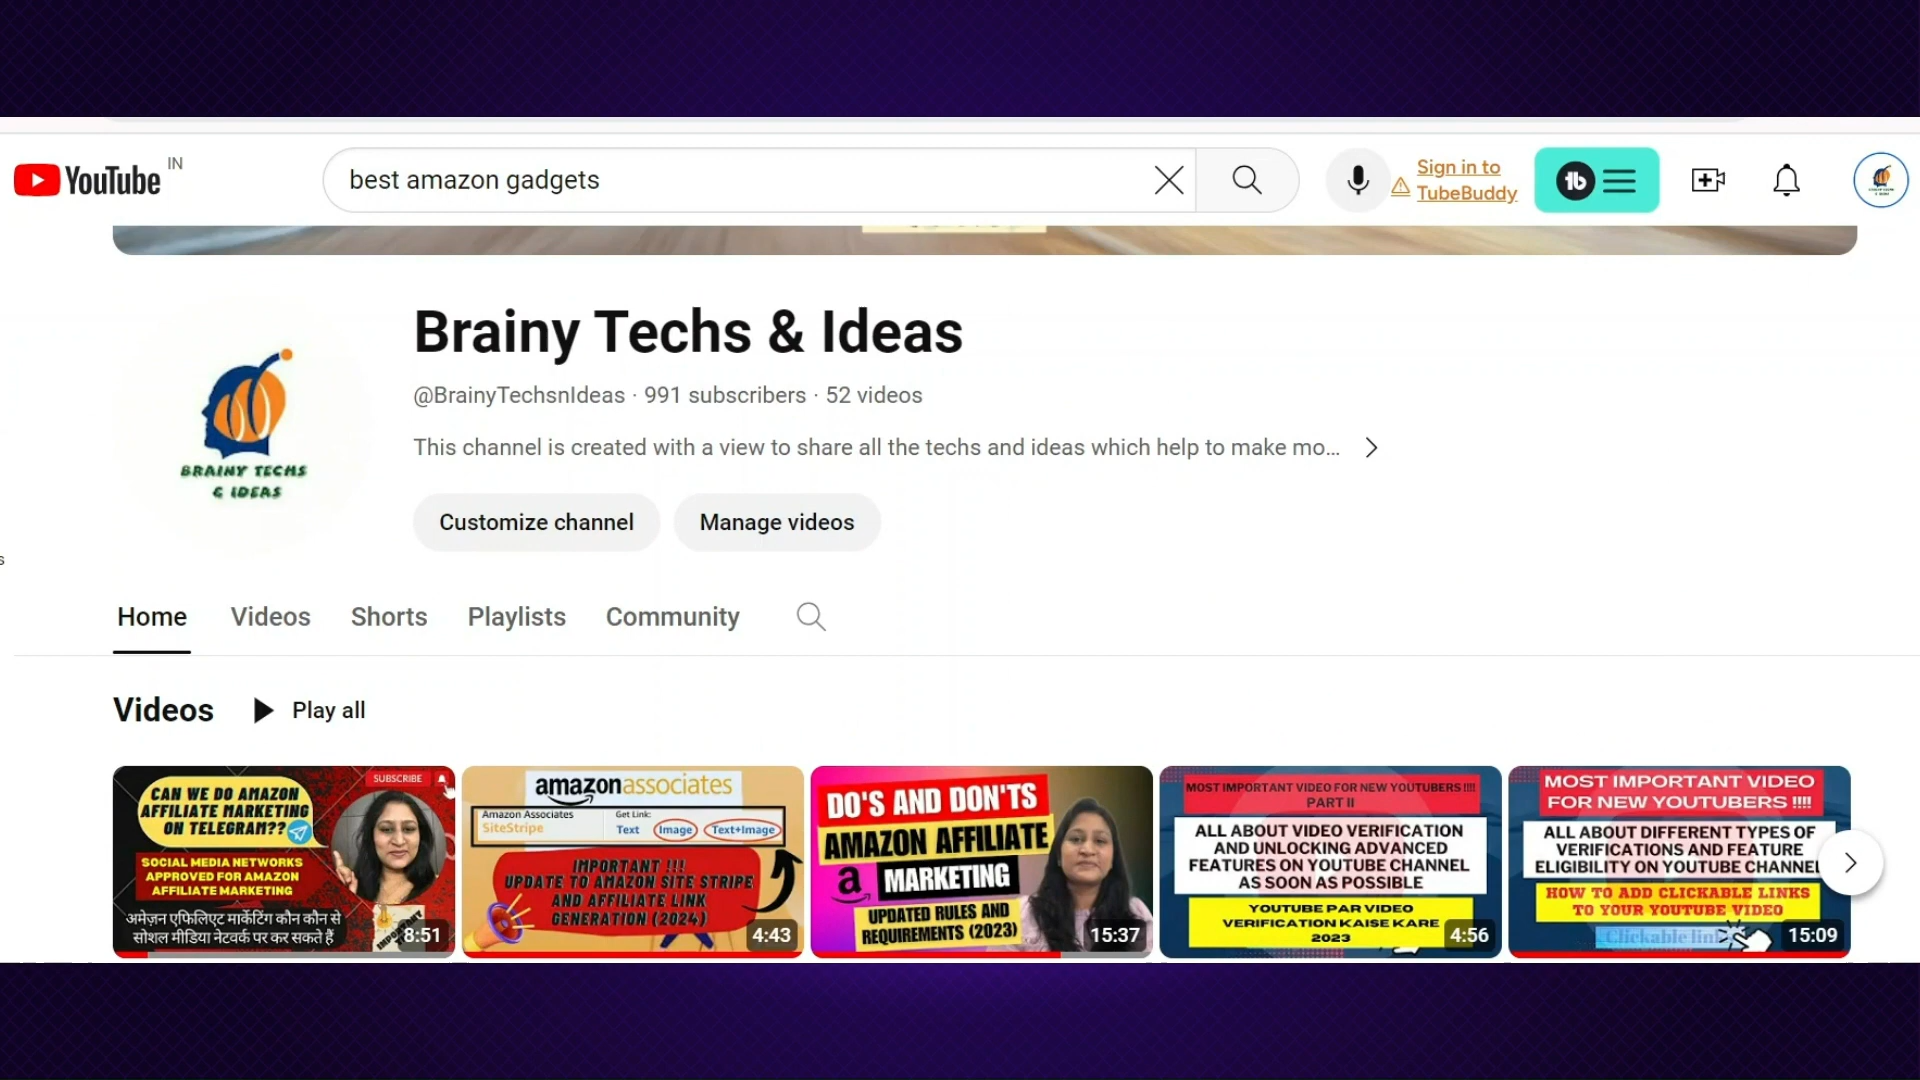 YouTube IN
best amazon gadgets
Sign in to
TubeBuddy
Brainy Techs & Ideas
@BrainyTechsnIdeas · 991 subscribers · 52 videos
This channel is created with a view to share all the techs and ideas which help to make mo...
BRAINY TECHS
& IDEAS
Customize channel
Manage videos
s
Home
Videos
Shorts
Playlists
Community
Videos
Play all
SUBSCRIBE
CAN WE DO AMAZON
AFFILIATE MARKETING
ON TELEGRAM??
SOCIAL MEDIA NETWORKS
APPROVED FOR AMAZON
AFFILIATE MARKETING
अमेज़न एफिलिएट मार्केटिंग कौन कौन से
सोशल मीडिया नेटवर्क पर कर सकते हैं
IMPORTANT
8:51
amazonassociates
Amazon Associates
SiteStripe
Get Link:
Text
Image
Text+Image
IMPORTANT !!!
UPDATE TO AMAZON SITE STRIPE
AND AFFILIATE LINK
GENERATION (2024)
4:43
DO'S AND DON'TS
AMAZON AFFILIATE
a MARKETING
UPDATED RULES AND
REQUIREMENTS (2023)
15:37
MOST IMPORTANT VIDEO FOR NEW YOUTUBERS !!!!
PART II
ALL ABOUT VIDEO VERIFICATION
AND UNLOCKING ADVANCED
FEATURES ON YOUTUBE CHANNEL
AS SOON AS POSSIBLE
YOUTUBE PAR VIDEO
VERIFICATION KAISE KARE
2023
4:56
MOST IMPORTANT VIDEO
FOR NEW YOUTUBERS !!!!
ALL ABOUT DIFFERENT TYPES OF
VERIFICATIONS AND FEATURE
ELIGIBILITY ON YOUTUBE CHANNEL
HOW TO ADD CLICKABLE LINKS
TO YOUR YOUTUBE VIDEO
Clickable lin
15:09